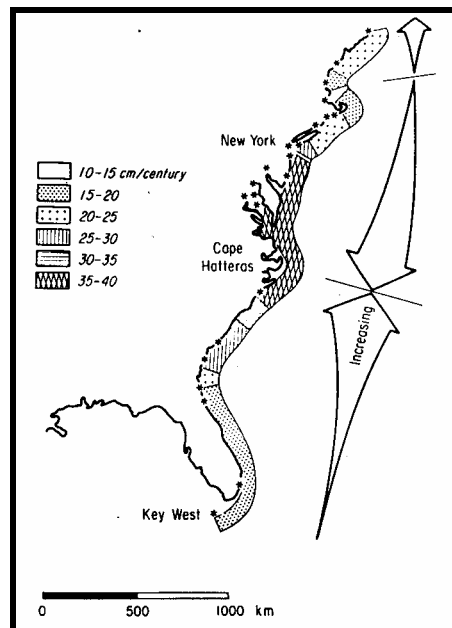 New York
10-15 cm/century
15-20
20-25
25-30
30-35
35-40
Cape
Hatteras
Increasing
Key West
0 500 1000 km